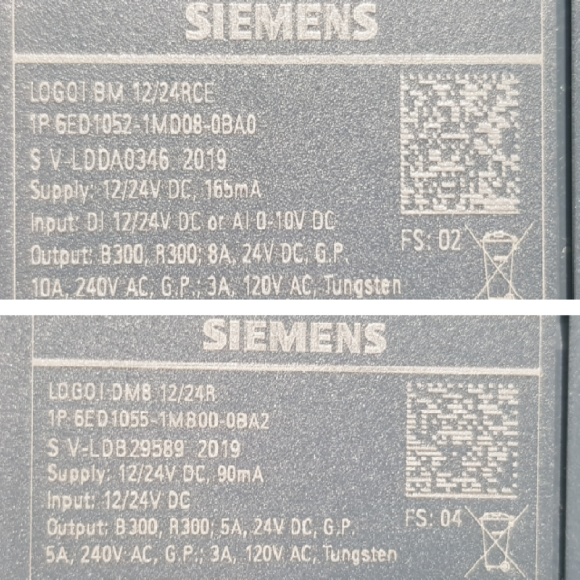 SIEMENS
LOGO! BM 12/24RCE
1P 6ED1052-1MD08-0BA0
S V-LDDA0346 2019
Supply: 12/24V DC, 165mA
Input: DI 12/24V DC or AI 0-10V DC
Output: B300, R300; 8A, 24V DC, G.P.
FS: 02
10A, 240V AC, G.P.; 3A, 120V AC, Tungsten
SIEMENS
LOGO! DM8 12/24R
1P 6ED1055-1MB00-0BA2
S V-LDB29589 2019
Supply: 12/24V DC, 90mA
Input: 12/24V DC
Output: B300, R300; 5A, 24V DC, G.P.
FS: 04
5A, 240V AC, G.P.; 3A, 120V AC, Tungsten